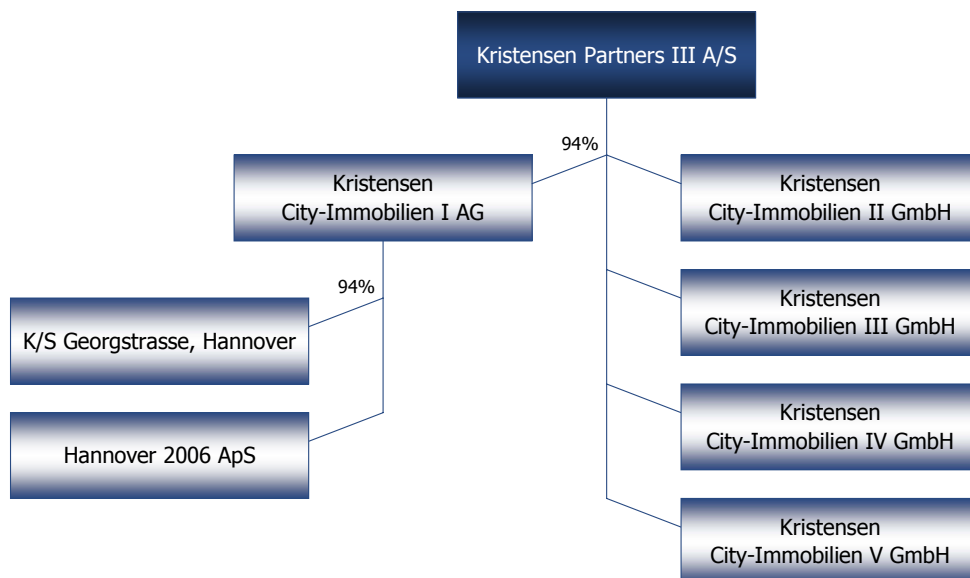 Kristensen Partners III A/S
94%
Kristensen
City-Immobilien I AG
Kristensen
City-Immobilien II GmbH
94%
K/S Georgstrasse, Hannover
Kristensen
City-Immobilien III GmbH
Hannover 2006 ApS
Kristensen
City-Immobilien IV GmbH
Kristensen
City-Immobilien V GmbH